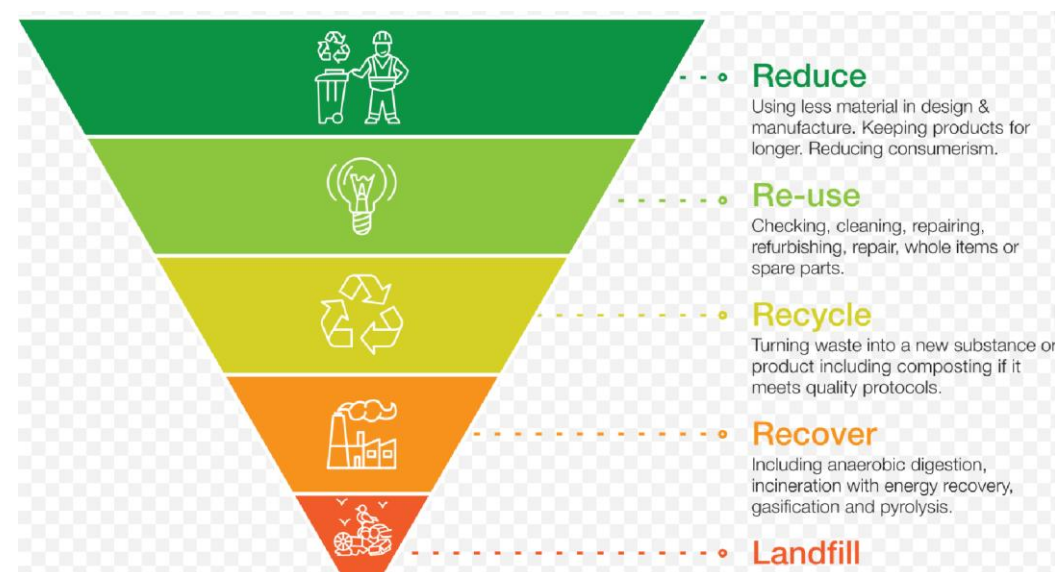 Reduce
Using less material in design &
manufacture. Keeping products for
longer. Reducing consumerism.
Re-use
Checking, cleaning, repairing,
refurbishing, repair, whole items or
spare parts.
Recycle
Turning waste into a new substance or
product including composting if it
meets quality protocols.
Recover
Including anaerobic digestion,
incineration with energy recovery,
gasification and pyrolysis.
Landfill